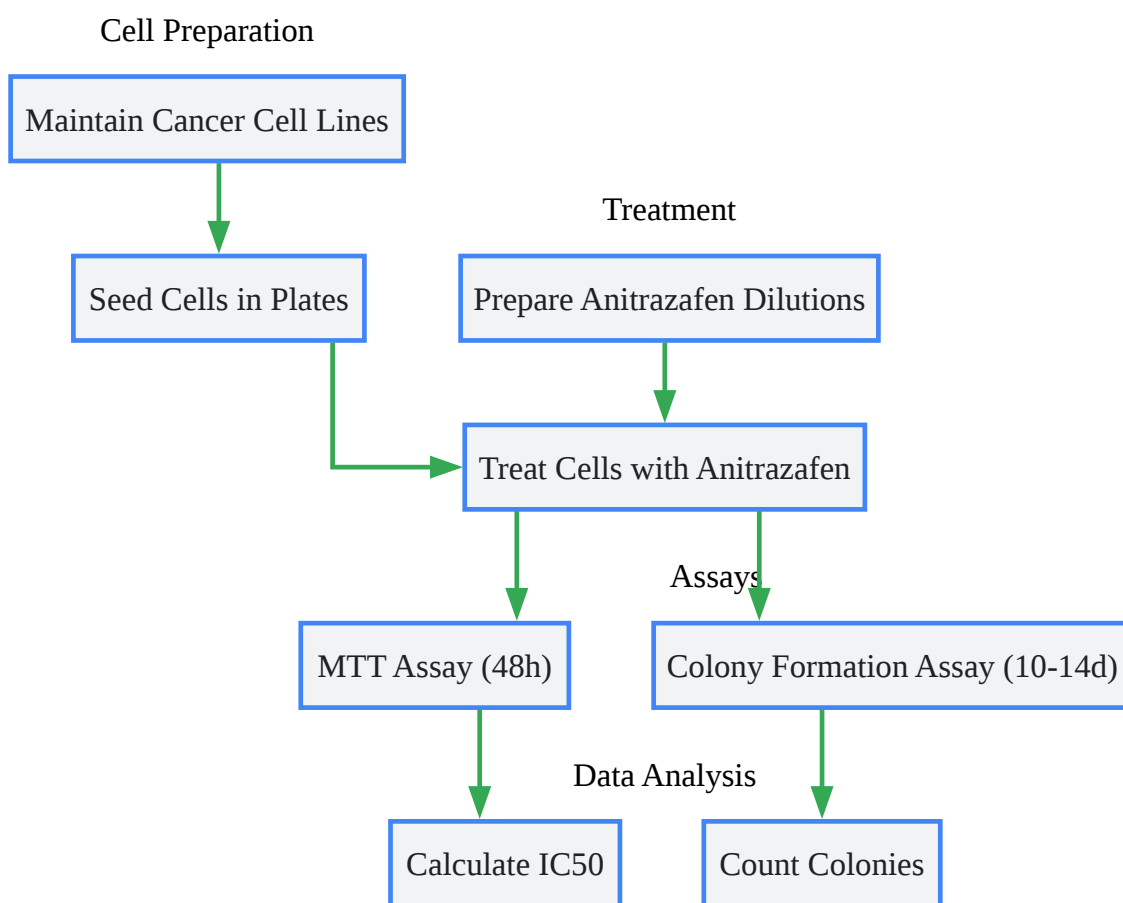 Cell Preparation
Maintain Cancer Cell Lines
Treatment
Seed Cells in Plates
Prepare Anitrazafen Dilutions
Treat Cells with Anitrazafen
Assays
MTT Assay (48h)
Colony Formation Assay (10-14d)
Data Analysis
Calculate IC50
Count Colonies